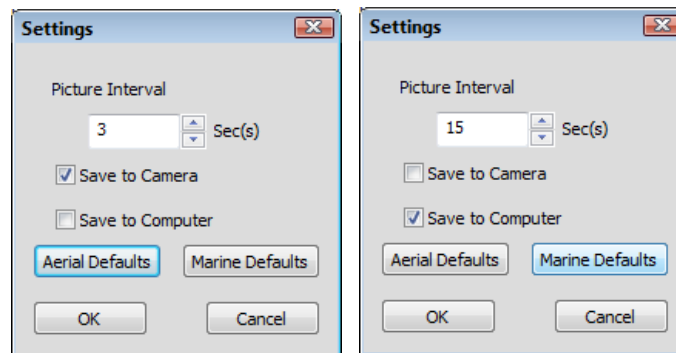 Settings
Picture Interval
3 Sec(s)
Save to Camera
Save to Computer
Aerial Defaults Marine Defaults
OK Cancel
Settings
Picture Interval
15 Sec(s)
Save to Camera
Save to Computer
Aerial Defaults Marine Defaults
OK Cancel